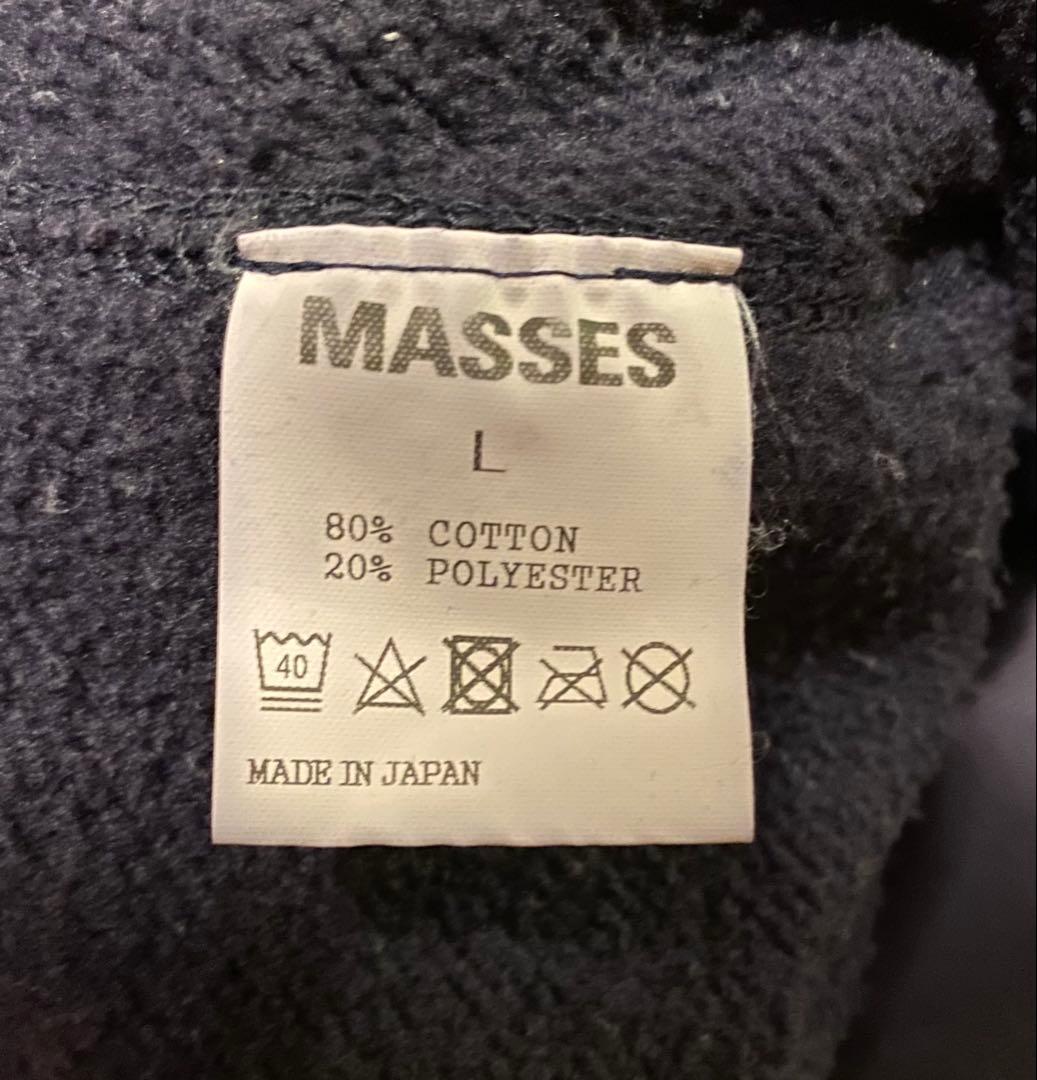 MASSES
L
80% COTTON
20% POLYESTER
40
MADE IN JAPAN